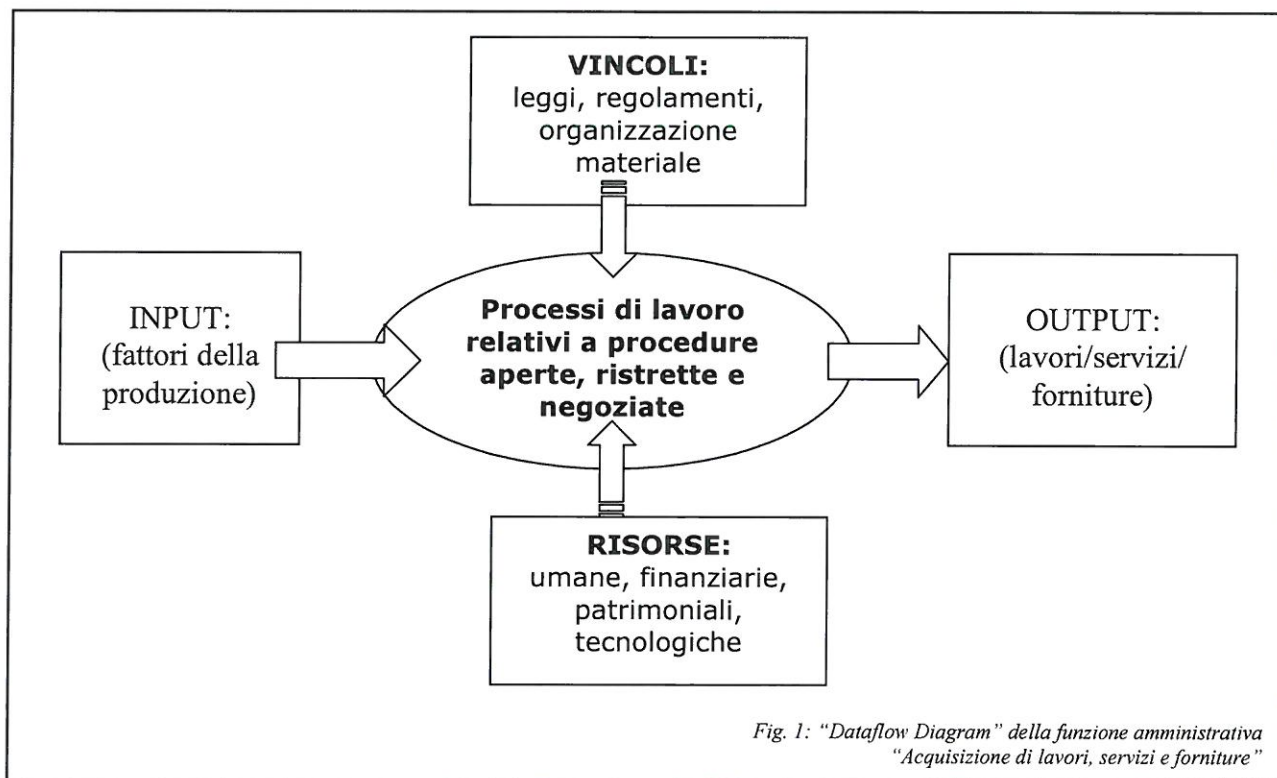 VINCOLI:
leggi, regolamenti,
organizzazione
materiale
INPUT:
(fattori della
produzione)
Processi di lavoro
relativi a procedure
aperte, ristrette e
negoziate
OUTPUT:
(lavori/servizi/
forniture)
RISORSE:
umane, finanziarie,
patrimoniali,
tecnologiche
Fig. 1: “Dataflow Diagram” della funzione amministrativa
“Acquisizione di lavori, servizi e forniture”